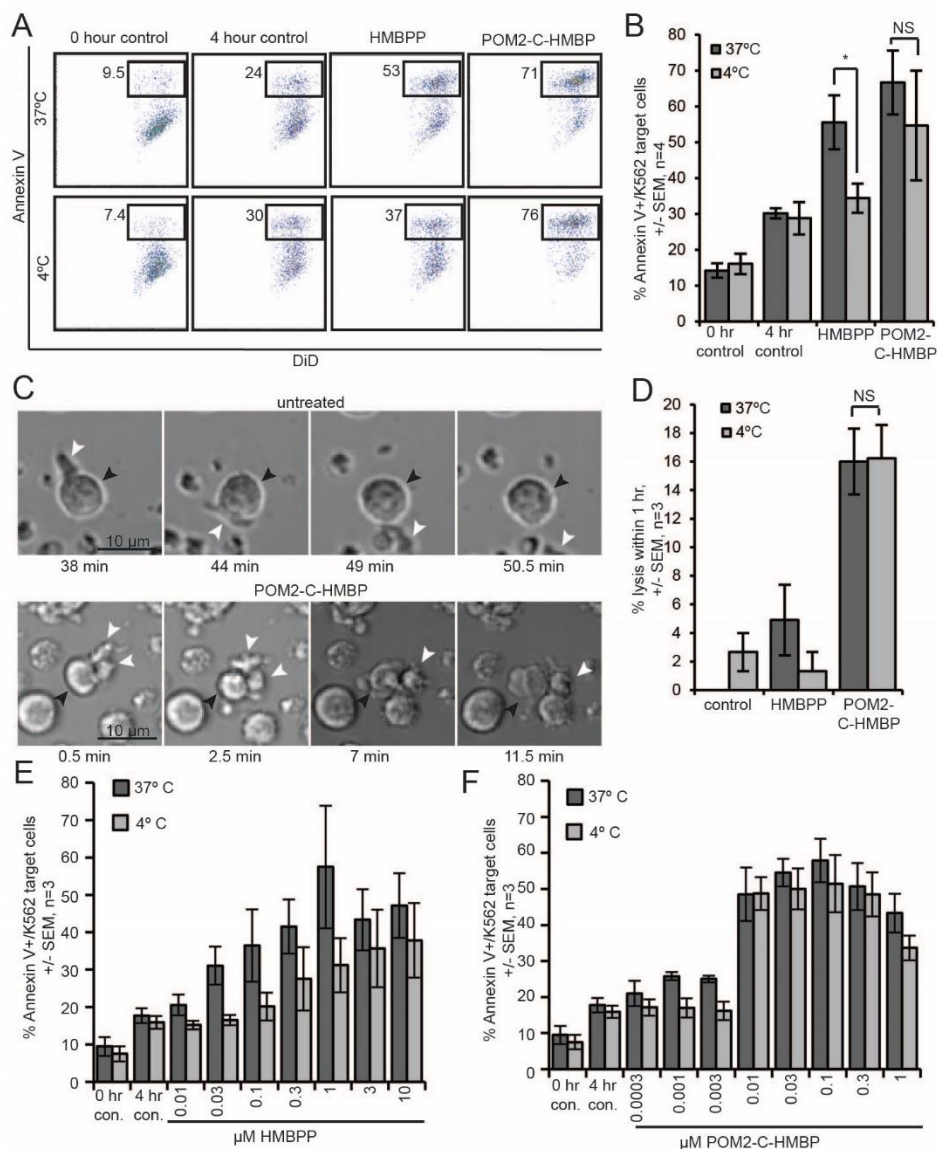 A
0 hour control
4 hour control
HMBPP
POM2-C-HMBP
Annexin V
37ºC
9.5
24
53
71
4ºC
7.4
30
37
76
DiD
B
37ºC
4ºC
*
NS
% Annexin V+/K562 target cells
+/- SEM, n=4
80
70
60
50
40
30
20
10
0
0 hr
control
4 hr
control
HMBPP
POM2-
C-HMBP
C
untreated
10 µm
38 min
44 min
49 min
50.5 min
POM2-C-HMBP
10 µm
0.5 min
2.5 min
7 min
11.5 min
D
37ºC
4ºC
NS
% lysis within 1 hr,
+/- SEM, n=3
20
18
16
14
12
10
8
6
4
2
0
control
HMBPP
POM2-
C-HMBP
E
37º C
4º C
% Annexin V+/K562 target cells
+/- SEM, n=3
80
70
60
50
40
30
20
10
0
0 hr
con.
4 hr
con.
0.01
0.03
0.1
0.3
1
3
10
µM HMBPP
F
37º C
4º C
% Annexin V+/K562 target cells
+/- SEM, n=3
80
70
60
50
40
30
20
10
0
0 hr
con.
4 hr
con.
0.0003
0.001
0.003
0.01
0.03
0.1
0.3
1
µM POM2-C-HMBP